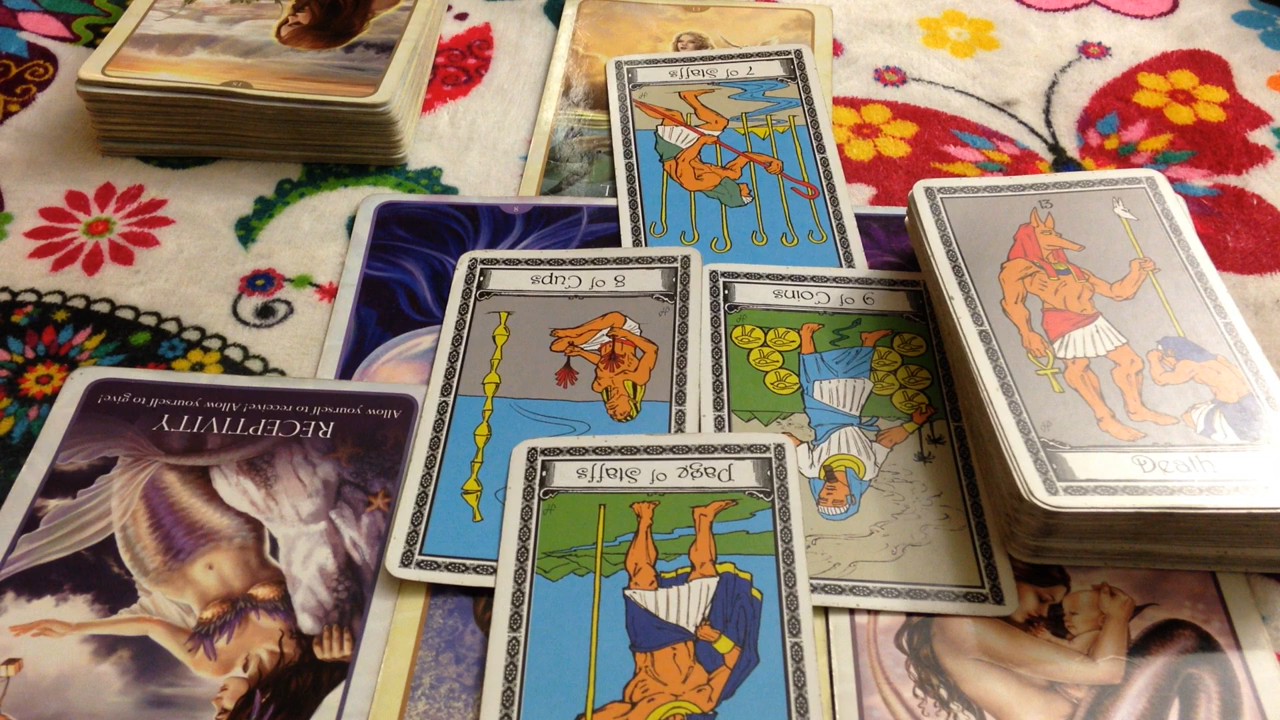 7 of Staffs
8 of Cups
9 of Coins
13
Death
RECEPTIVITY
Allow yourself to receive! Allow yourself to give!
Page of Staffs